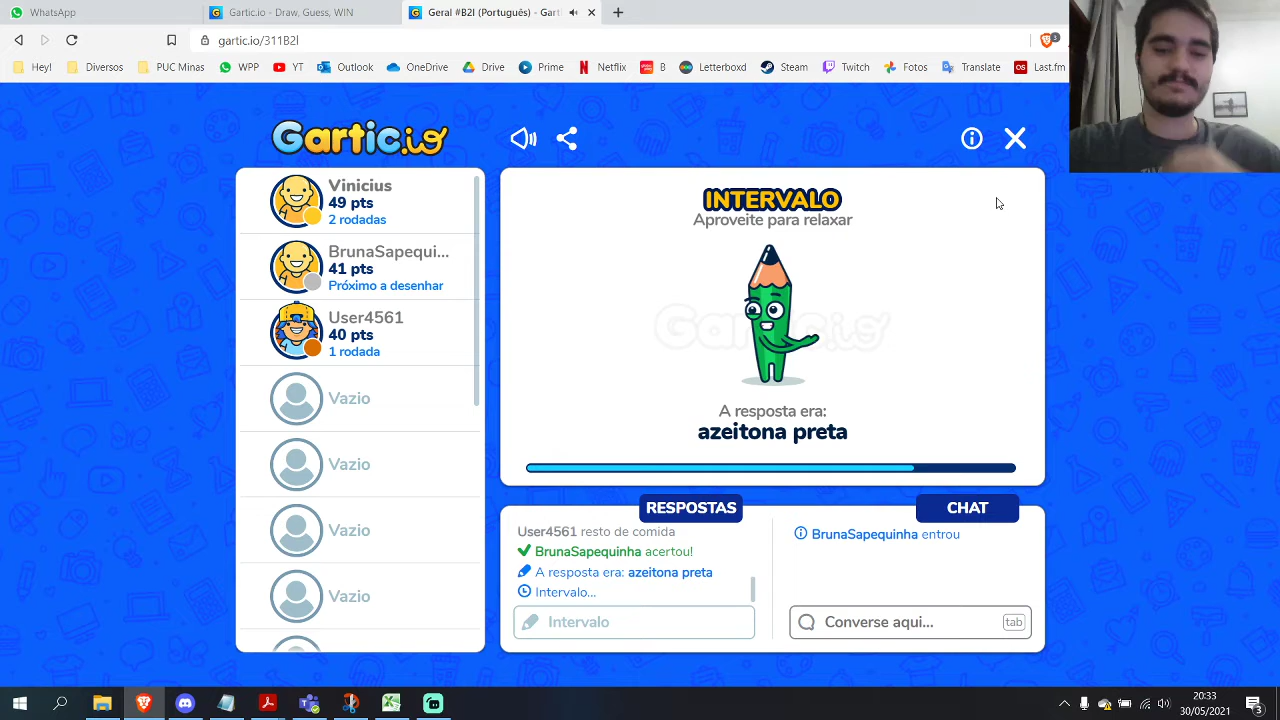 WhatsApp
Gartic.io - Draw, Guess, WIN
Geral #B2l (Português) - Gart
gartic.io/311B2l
3
Hey!
Diversos
PUC Minas
WPP
YT
Outlook
OneDrive
Drive
Prime
Netflix
B
Letterboxd
Steam
Twitch
Fotos
Translate
Last.fm
Gartic.io
Vinicius
49 pts
2 rodadas
BrunaSapequi...
41 pts
Próximo a desenhar
User4561
40 pts
1 rodada
Vazio
Vazio
Vazio
Vazio
INTERVALO
Aproveite para relaxar
A resposta era:
azeitona preta
RESPOSTAS
User4561 resto de comida
BrunaSapequinha acertou!
A resposta era: azeitona preta
Intervalo...
Intervalo
CHAT
BrunaSapequinha entrou
Converse aqui...
tab
20:33
30/05/2021
3